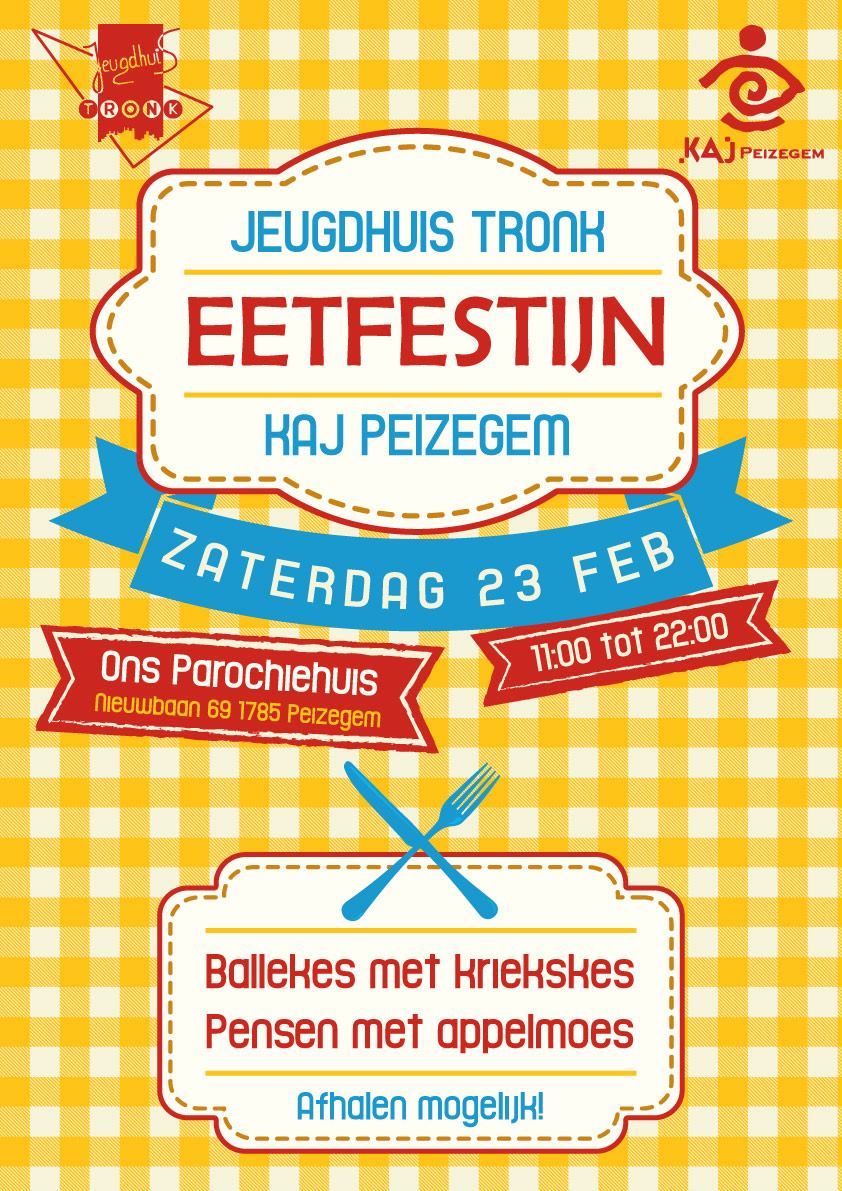 JeugdhuiS
TRONK
KAJ PEIZEGEM
JEUGDHUIS TRONK
EETFESTIJN
KAJ PEIZEGEM
ZATERDAG 23 FEB
11:00 tot 22:00
Ons Parochiehuis
Nieuwbaan 69 1785 Peizegem
Ballekes met kriekskes
Pensen met appelmoes
Afhalen mogelijk!